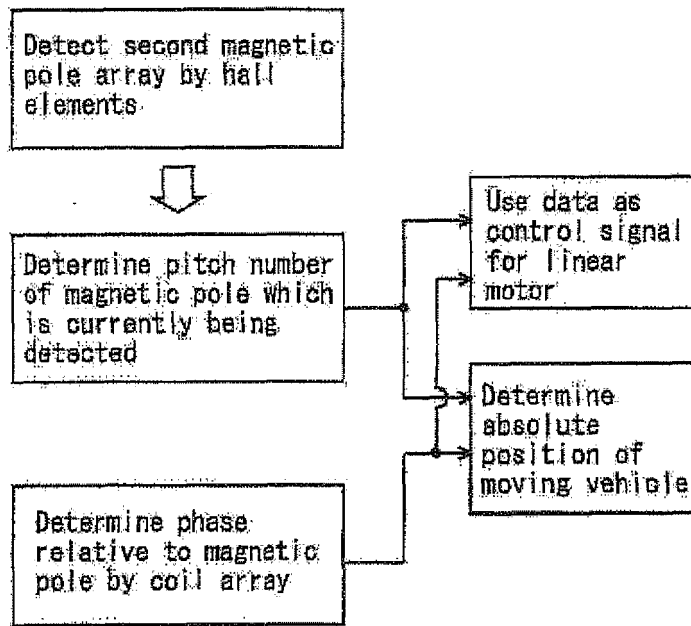 Detect second magnetic
pole array by hall
elements
Determine pitch number
of magnetic pole which
is currently being
detected
Use data as
control signal
for linear
motor
Determine
absolute
position of
moving vehicle
Determine phase
relative to magnetic
pole by coil array